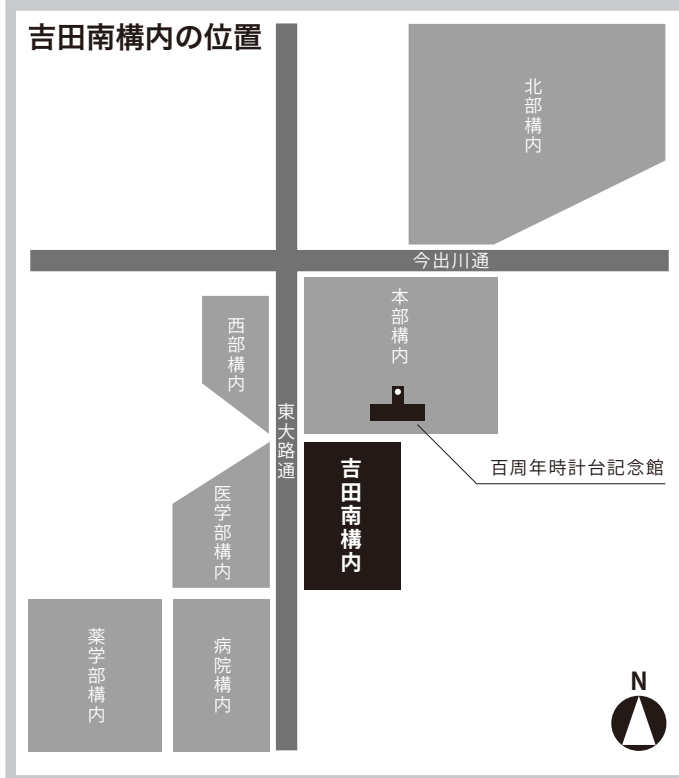 吉田南構内の位置
北部構内
今出川通
本部構内
西部構内
東大路通
百周年時計台記念館
吉田南構内
医学部構内
薬学部構内
病院構内
N